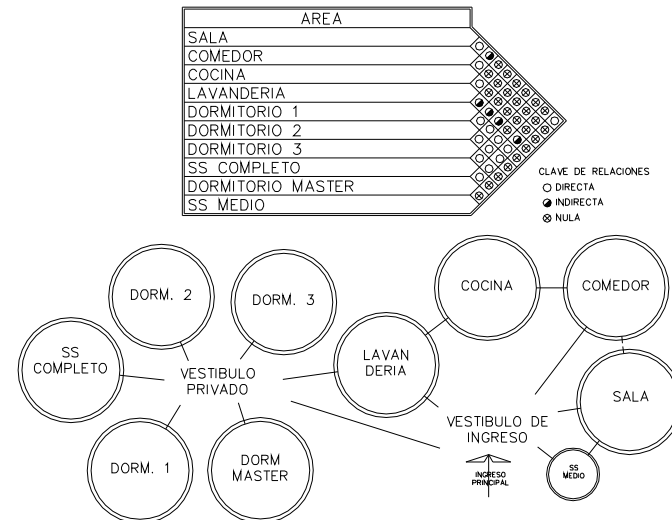 AREA
SALA
COMEDOR
COCINA
LAVANDERIA
DORMITORIO 1
DORMITORIO 2
DORMITORIO 3
SS COMPLETO
DORMITORIO MASTER
SS MEDIO
CLAVE DE RELACIONES
DIRECTA
INDIRECTA
NULA
DORM. 2
DORM. 3
COCINA
COMEDOR
SS
COMPLETO
VESTIBULO
PRIVADO
LAVAN
DERIA
SALA
VESTIBULO DE
INGRESO
DORM. 1
DORM
MASTER
INGRESO
PRINCIPAL
SS
MEDIO